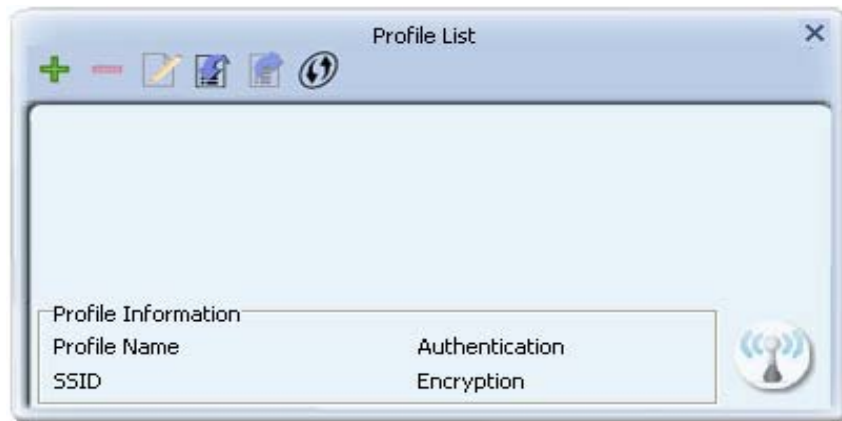 Profile List
Profile Information
Profile Name Authentication
SSID Encryption